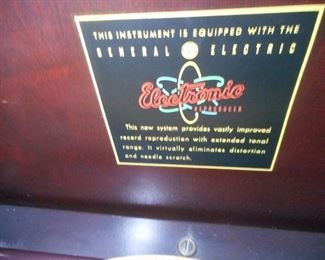 THIS INSTRUMENT IS EQUIPPED WITH THE
GENERAL GE ELECTRIC
Electronic
REPRODUCER
This new system provides vastly improved
record reproduction with extended tonal
range. It virtually eliminates distortion
and needle scratch.